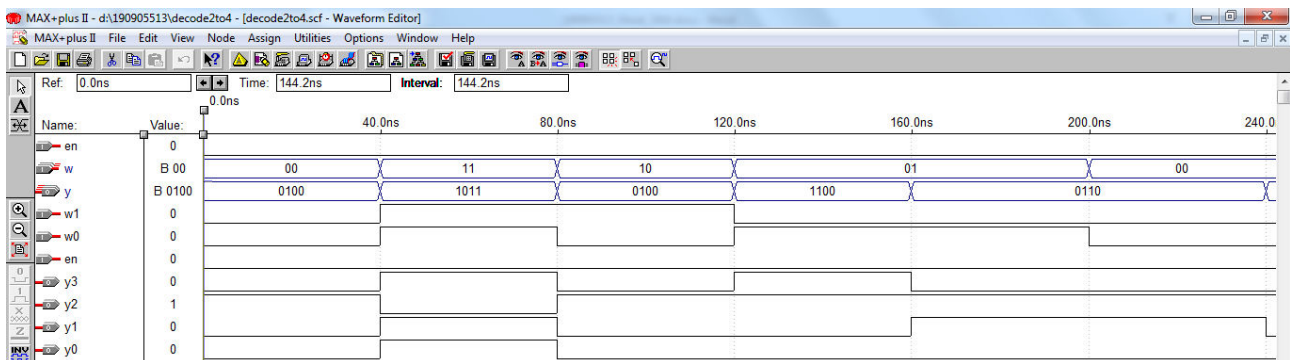 MAX+plus II - d:\190905513\decode2to4 - [decode2to4.scf - Waveform Editor]
MAX+plus II File Edit View Node Assign Utilities Options Window Help
Ref: 0.0ns Time: 144.2ns Interval: 144.2ns
0.0ns
Name: Value: 40.0ns 80.0ns 120.0ns 160.0ns 200.0ns 240.0
en 0
w B 00 00 11 10 01 00
y B 0100 0100 1011 0100 1100 0110
w1 0
w0 0
en 0
y3 0
y2 1
y1 0
y0 0